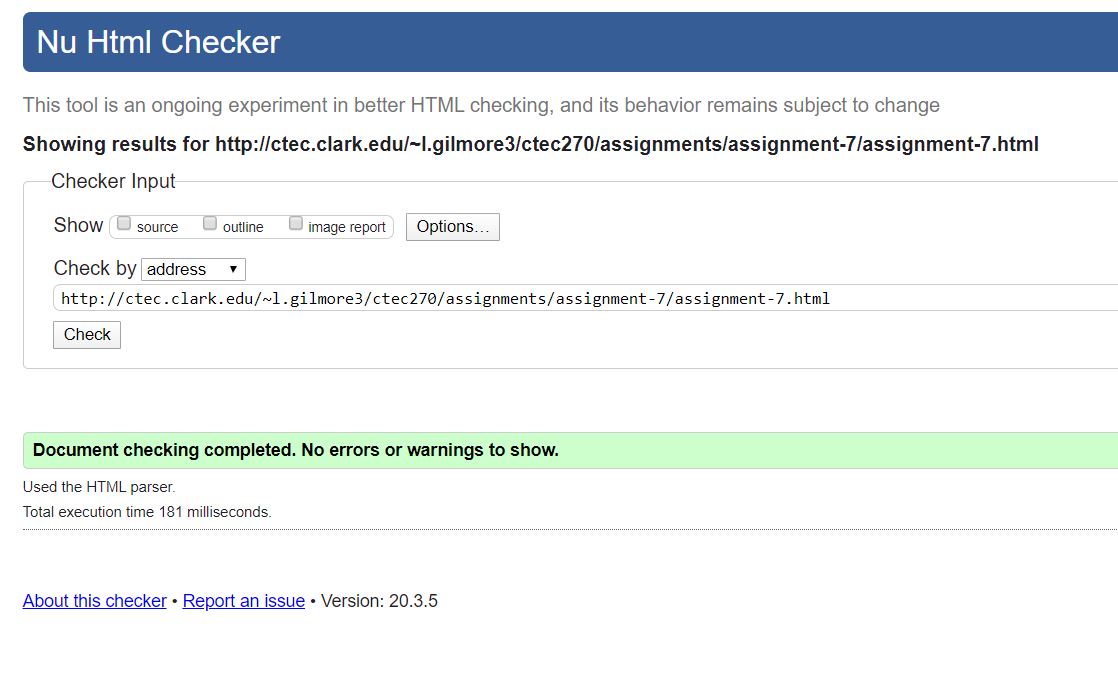 Nu Html Checker
This tool is an ongoing experiment in better HTML checking, and its behavior remains subject to change
Showing results for http://ctec.clark.edu/~l.gilmore3/ctec270/assignments/assignment-7/assignment-7.html
Checker Input
Show source outline image report Options…
Check by address
http://ctec.clark.edu/~l.gilmore3/ctec270/assignments/assignment-7/assignment-7.html
Check
Document checking completed. No errors or warnings to show.
Used the HTML parser.
Total execution time 181 milliseconds.
About this checker • Report an issue • Version: 20.3.5